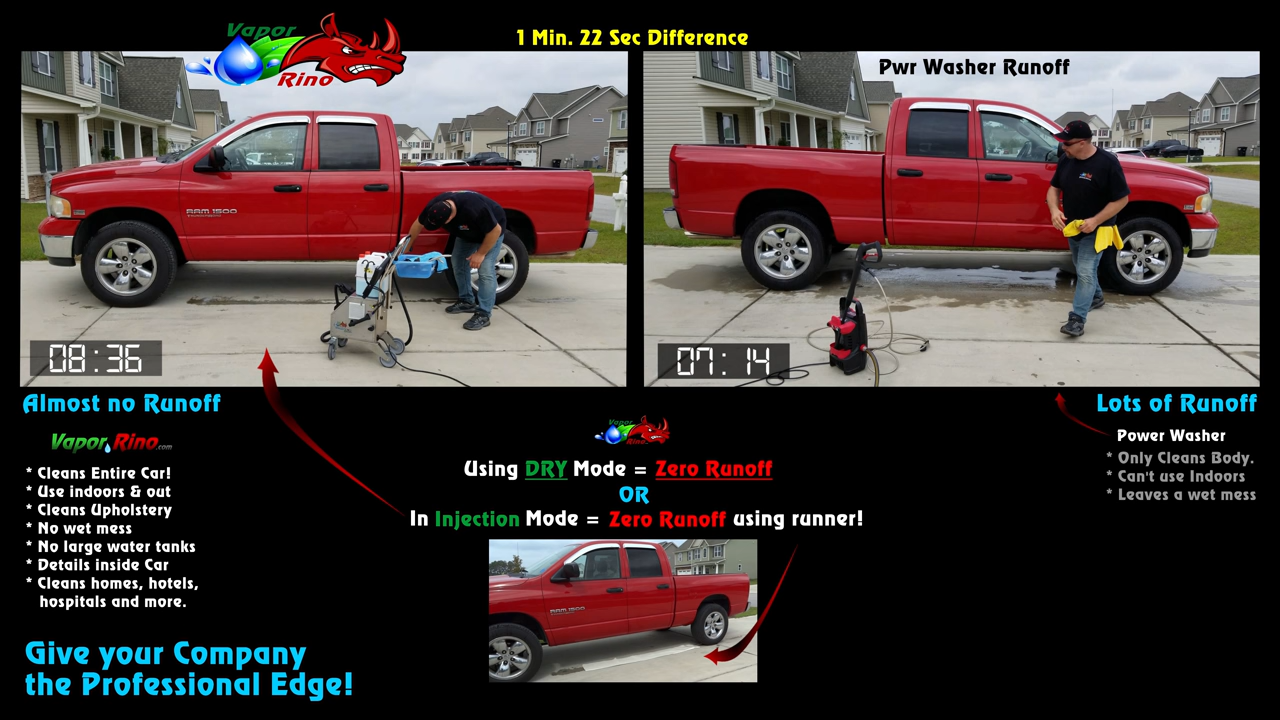 Vapor
Rino
1 Min. 22 Sec Difference
Pwr Washer Runoff
RAM 1500
08:36
07:14
Almost no Runoff
Lots of Runoff
VaporRino.com
* Cleans Entire Car!
* Use indoors & out
* Cleans Upholstery
* No wet mess
* No large water tanks
* Details inside Car
* Cleans homes, hotels,
hospitals and more.
Give your Company
the Professional Edge!
Vapor
Rino
Using DRY Mode = Zero Runoff
OR
In Injection Mode = Zero Runoff using runner!
RAM 1500
Power Washer
* Only Cleans Body.
* Can't use Indoors
* Leaves a wet mess